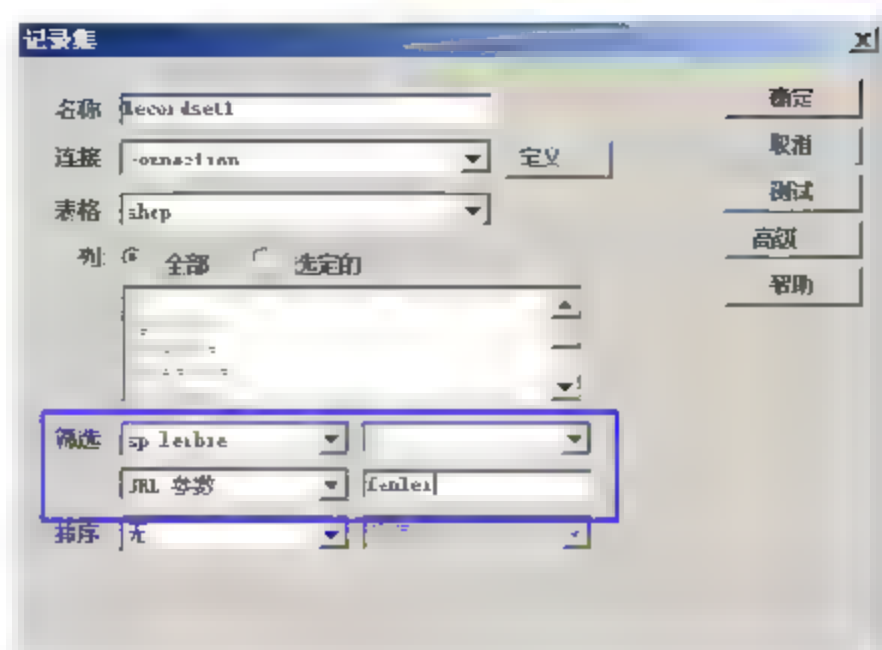 记录集
名称 Recordset1 确定
连接 定义 取消
表格 shop 测试
列: 全部 选定的 高级
帮助
筛选
URL 参数 fenlei
排序 无